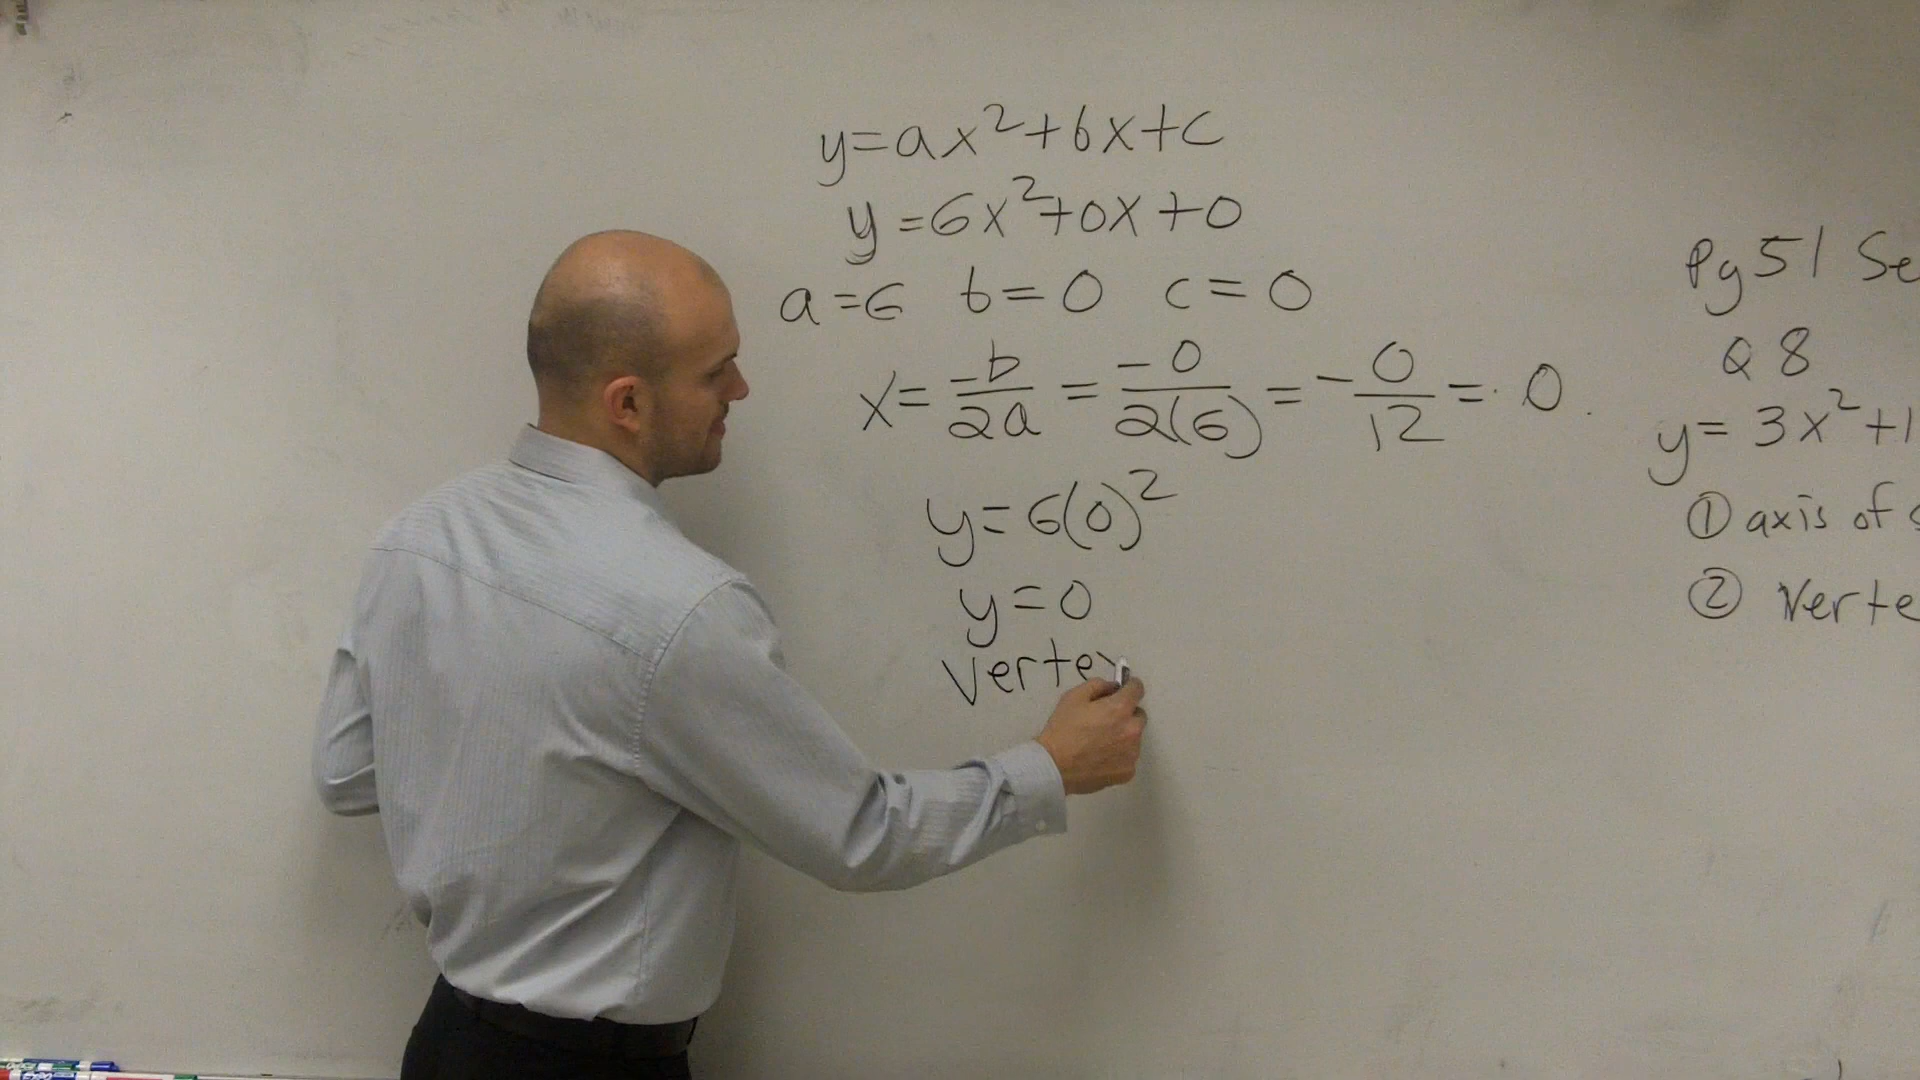 y=ax²+bx+c
y=6x²+0x+0
a=6 b=0 c=0
x=-b/2a=-0/2(6)=-0/12=0.
y=6(0)²
y=0
vertex
Pg 51 Se
Q 8
y=3x²+1
① axis of
② Verte